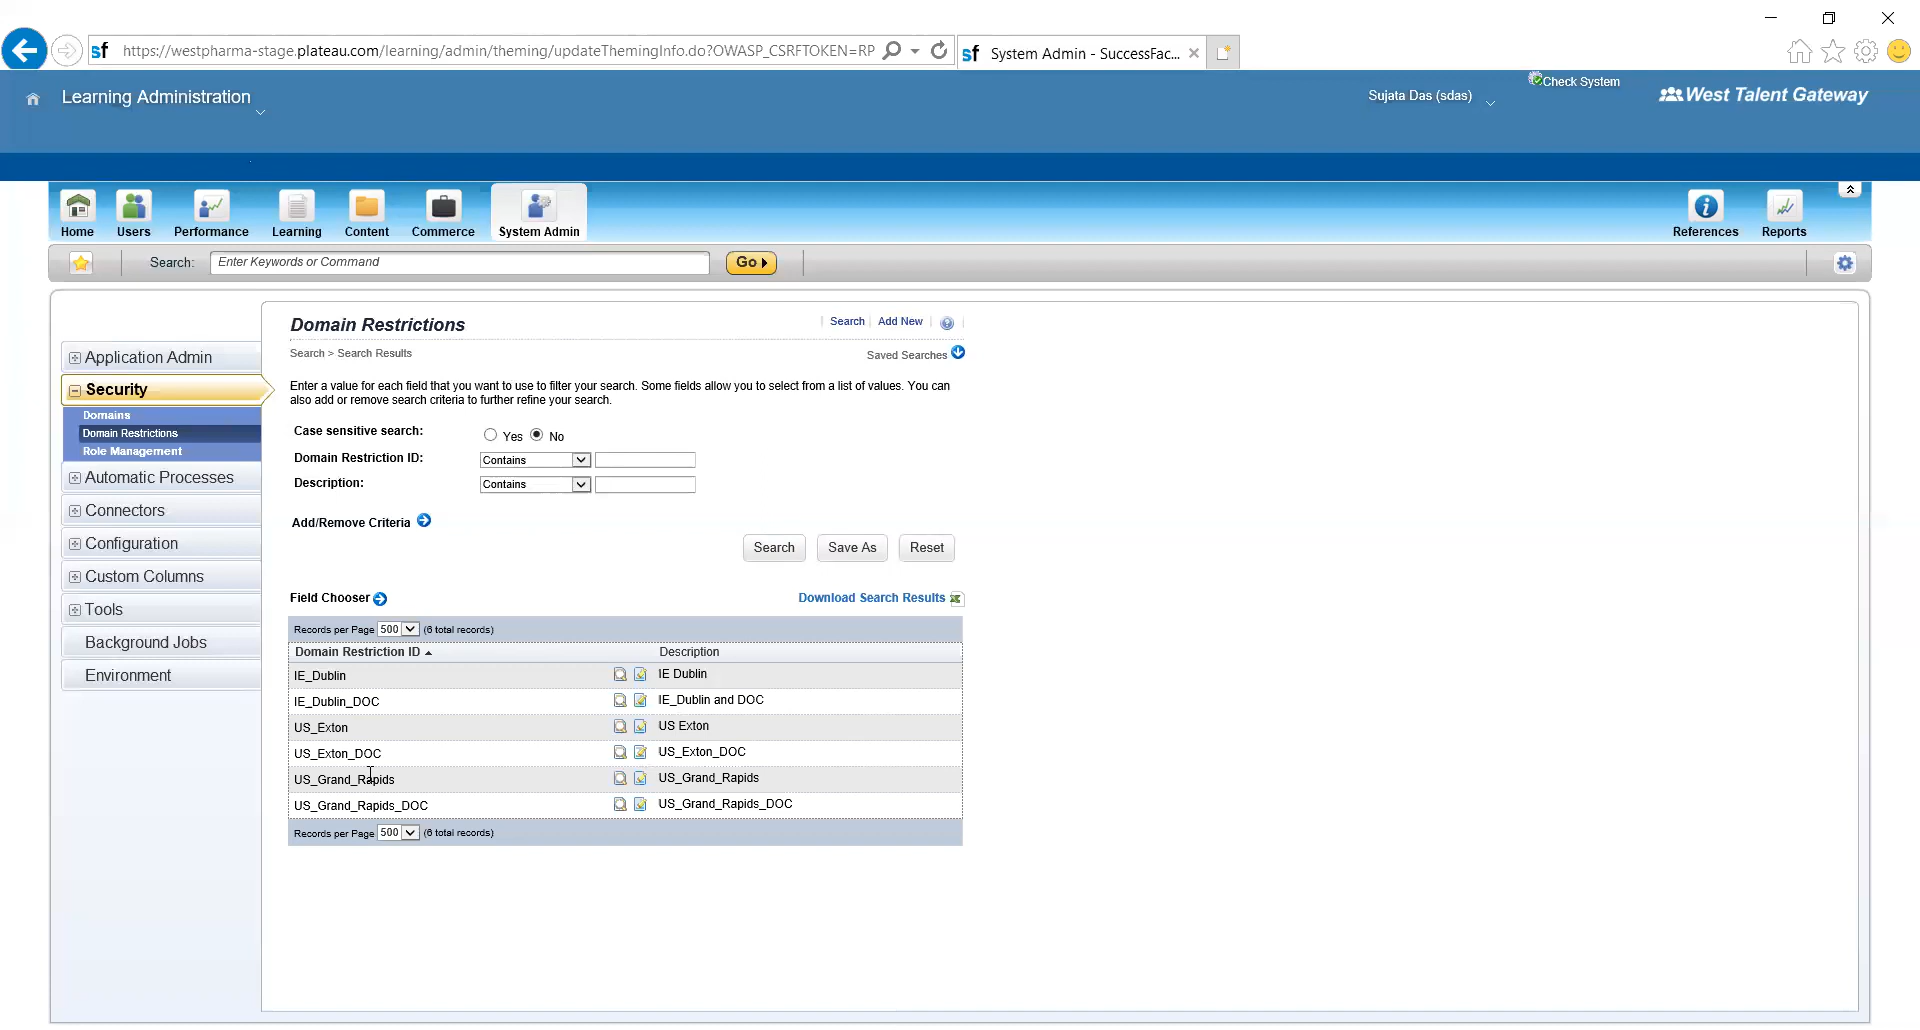 https://westpharma-stage.plateau.com/learning/admin/theming/updateThemingInfo.do?OWASP_CSRFTOKEN=RP
System Admin - SuccessFac...
Learning Administration
Sujata Das (sdas)
Check System
West Talent Gateway
Home
Users
Performance
Learning
Content
Commerce
System Admin
References
Reports
Search:
Enter Keywords or Command
Go
Application Admin
Security
Domains
Domain Restrictions
Role Management
Automatic Processes
Connectors
Configuration
Custom Columns
Tools
Background Jobs
Environment
Domain Restrictions
Search
Add New
Search > Search Results
Saved Searches
Enter a value for each field that you want to use to filter your search. Some fields allow you to select from a list of values. You can
also add or remove search criteria to further refine your search.
Case sensitive search:
Yes
No
Domain Restriction ID:
Contains
Description:
Contains
Add/Remove Criteria
Search
Save As
Reset
Field Chooser
Download Search Results
Records per Page 500 (6 total records)
Domain Restriction ID
Description
IE_Dublin
IE Dublin
IE_Dublin_DOC
IE_Dublin and DOC
US_Exton
US Exton
US_Exton_DOC
US_Exton_DOC
US_Grand_Rapids
US_Grand_Rapids
US_Grand_Rapids_DOC
US_Grand_Rapids_DOC
Records per Page 500 (6 total records)